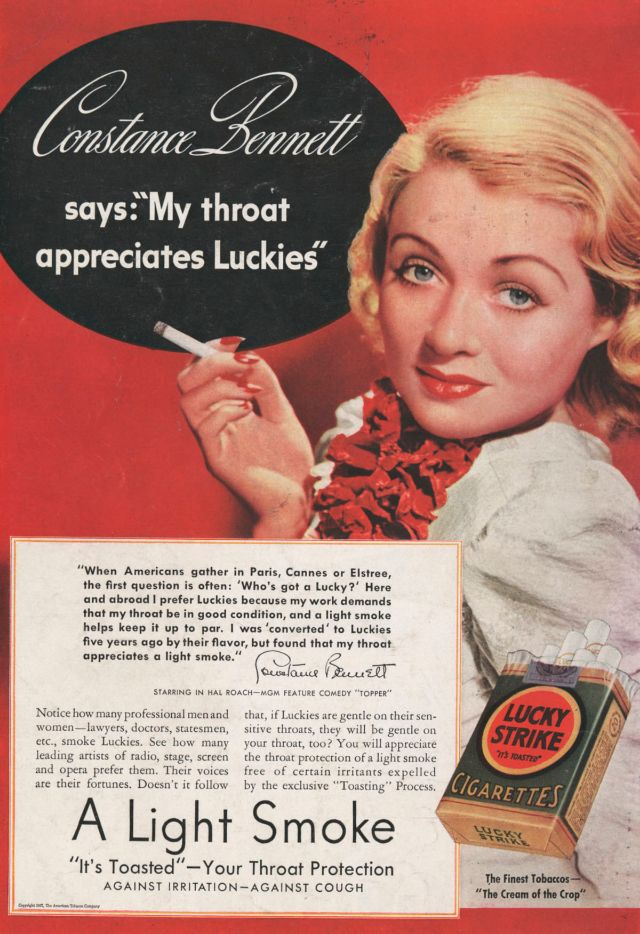 Constance Bennett
says: "My throat
appreciates Luckies"
"When Americans gather in Paris, Cannes or Elstree,
the first question is often: 'Who's got a Lucky?' Here
and abroad I prefer Luckies because my work demands
that my throat be in good condition, and a light smoke
helps keep it up to par. I was 'converted' to Luckies
five years ago by their flavor, but found that my throat
appreciates a light smoke."
Constance Bennett
STARRING IN HAL ROACH—MGM FEATURE COMEDY "TOPPER"
Notice how many professional men and
women—lawyers, doctors, statesmen,
etc., smoke Luckies. See how many
leading artists of radio, stage, screen
and opera prefer them. Their voices
are their fortunes. Doesn't it follow
that, if Luckies are gentle on their sen-
sitive throats, they will be gentle on
your throat, too? You will appreciate
the throat protection of a light smoke
free of certain irritants expelled
by the exclusive "Toasting" Process.
A Light Smoke
"It's Toasted"—Your Throat Protection
AGAINST IRRITATION—AGAINST COUGH
Copyright 1937, The American Tobacco Company
LUCKY
STRIKE
"IT'S TOASTED"
CIGARETTES
LUCKY
STRIKE
The Finest Tobaccos—
"The Cream of the Crop"